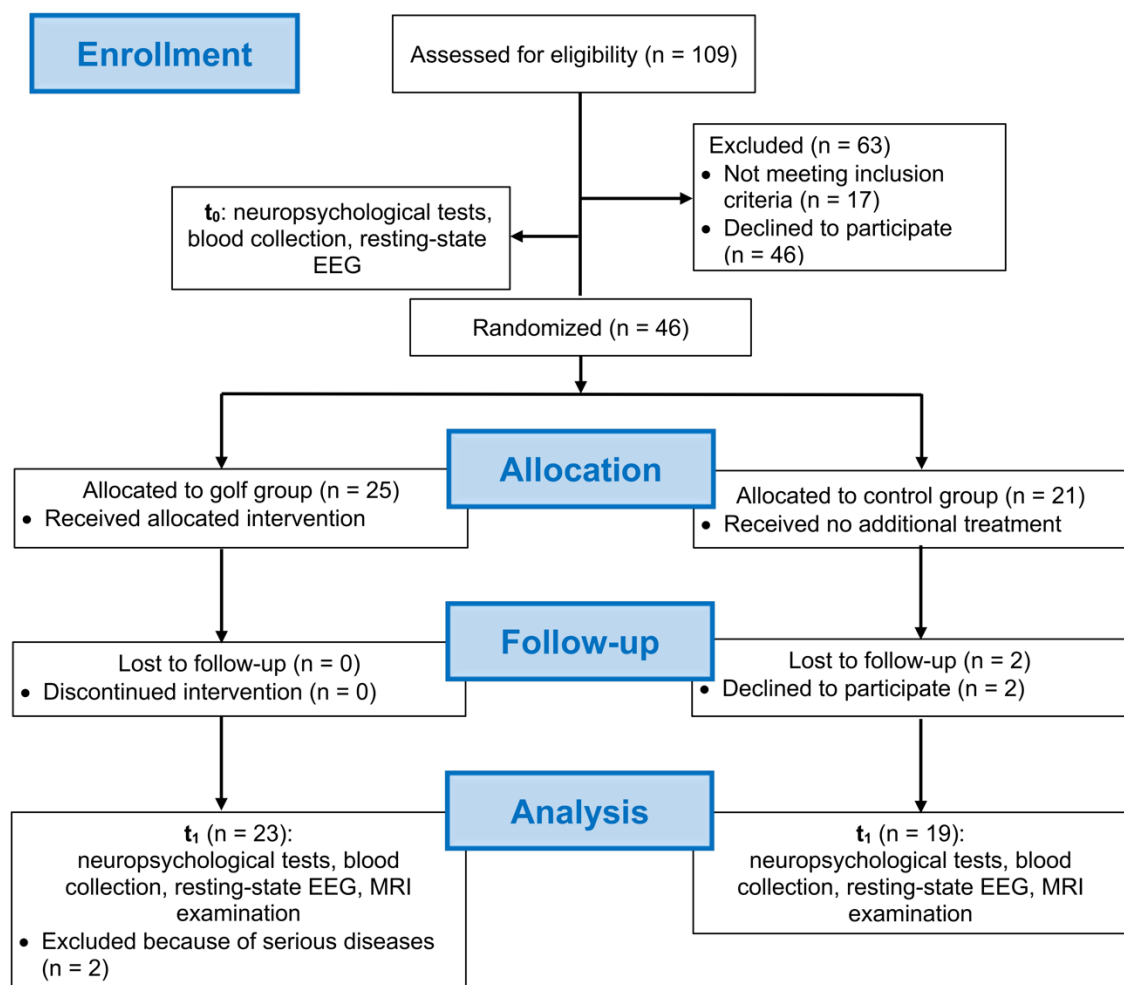 Enrollment
Assessed for eligibility (n = 109)
Excluded (n = 63)
• Not meeting inclusion
criteria (n = 17)
• Declined to participate
(n = 46)
t₀: neuropsychological tests,
blood collection, resting-state
EEG
Randomized (n = 46)
Allocation
Allocated to golf group (n = 25)
• Received allocated intervention
Allocated to control group (n = 21)
• Received no additional treatment
Follow-up
Lost to follow-up (n = 0)
• Discontinued intervention (n = 0)
Lost to follow-up (n = 2)
• Declined to participate (n = 2)
Analysis
t₁ (n = 23):
neuropsychological tests, blood
collection, resting-state EEG, MRI
examination
• Excluded because of serious diseases
(n = 2)
t₁ (n = 19):
neuropsychological tests, blood
collection, resting-state EEG, MRI
examination